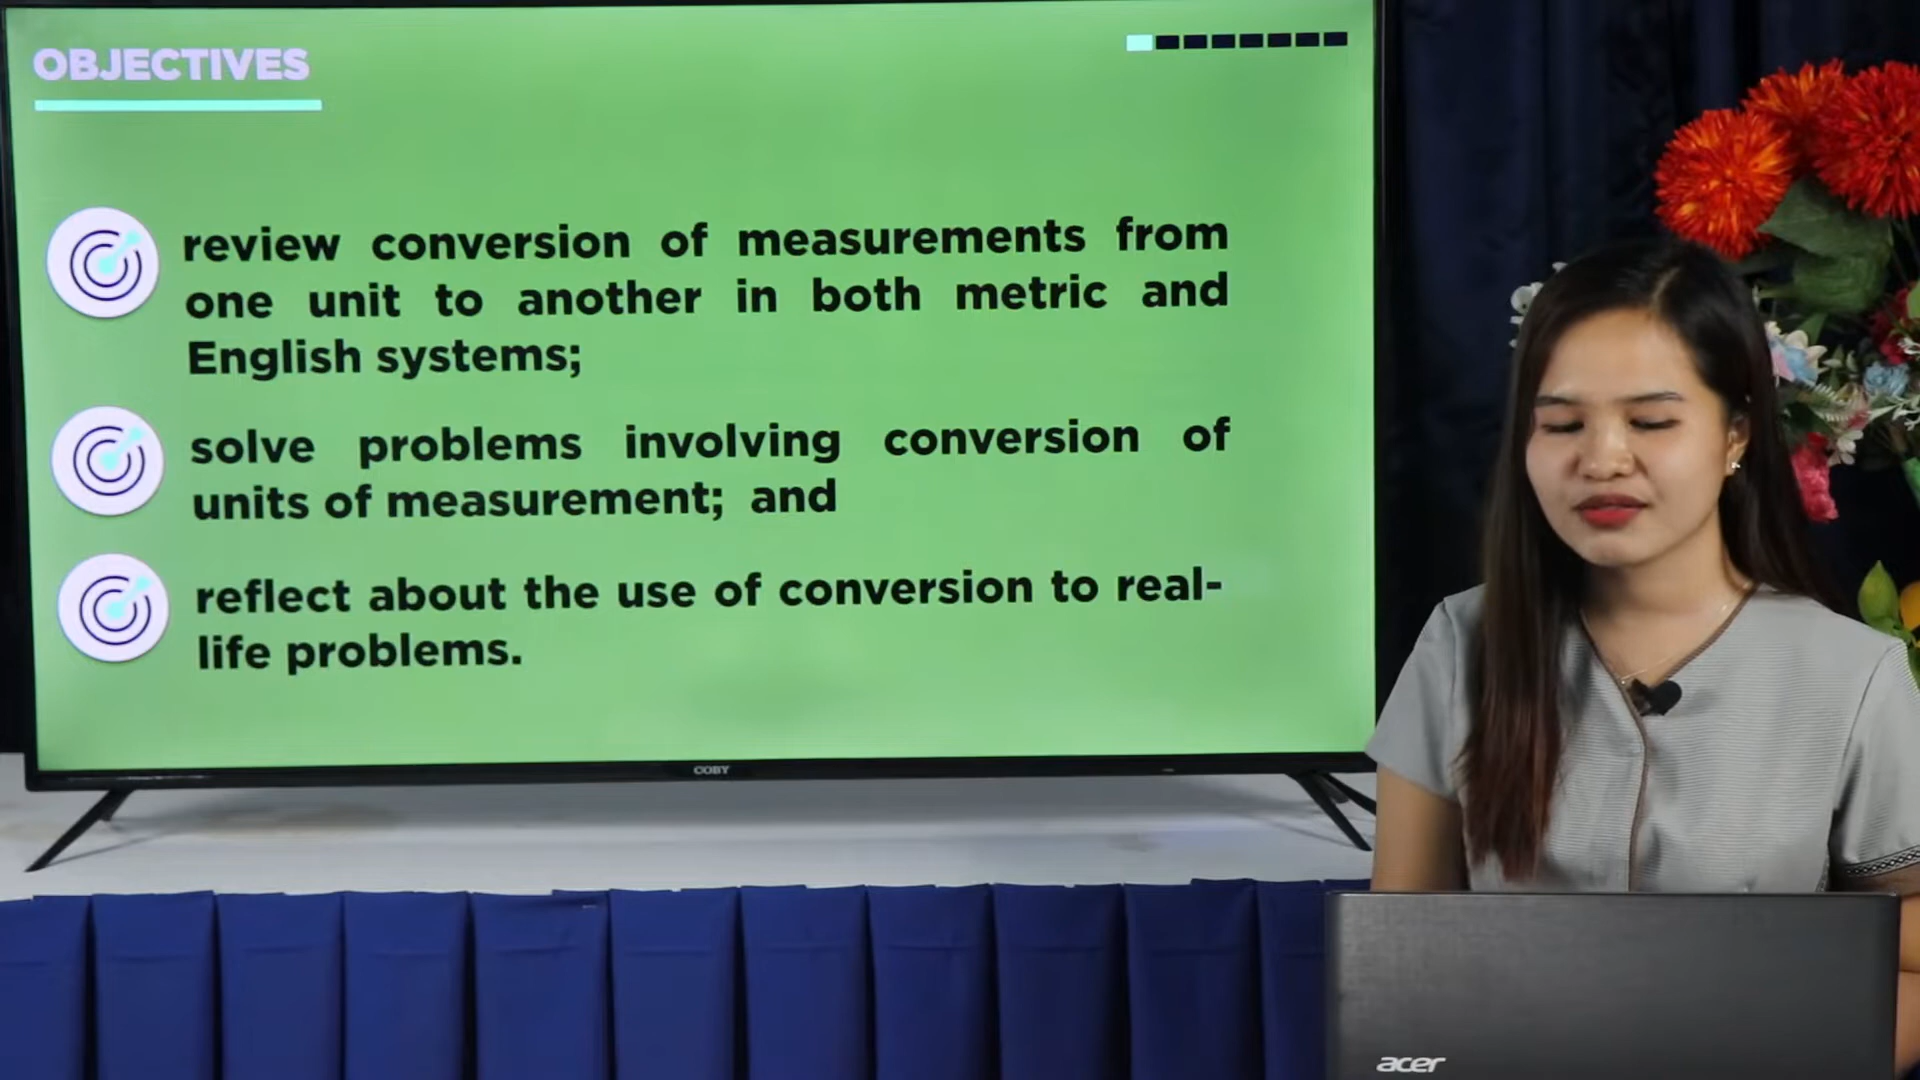 OBJECTIVES
review conversion of measurements from
one unit to another in both metric and
English systems;
solve problems involving conversion of
units of measurement; and
reflect about the use of conversion to real-
life problems.
COBY
acer